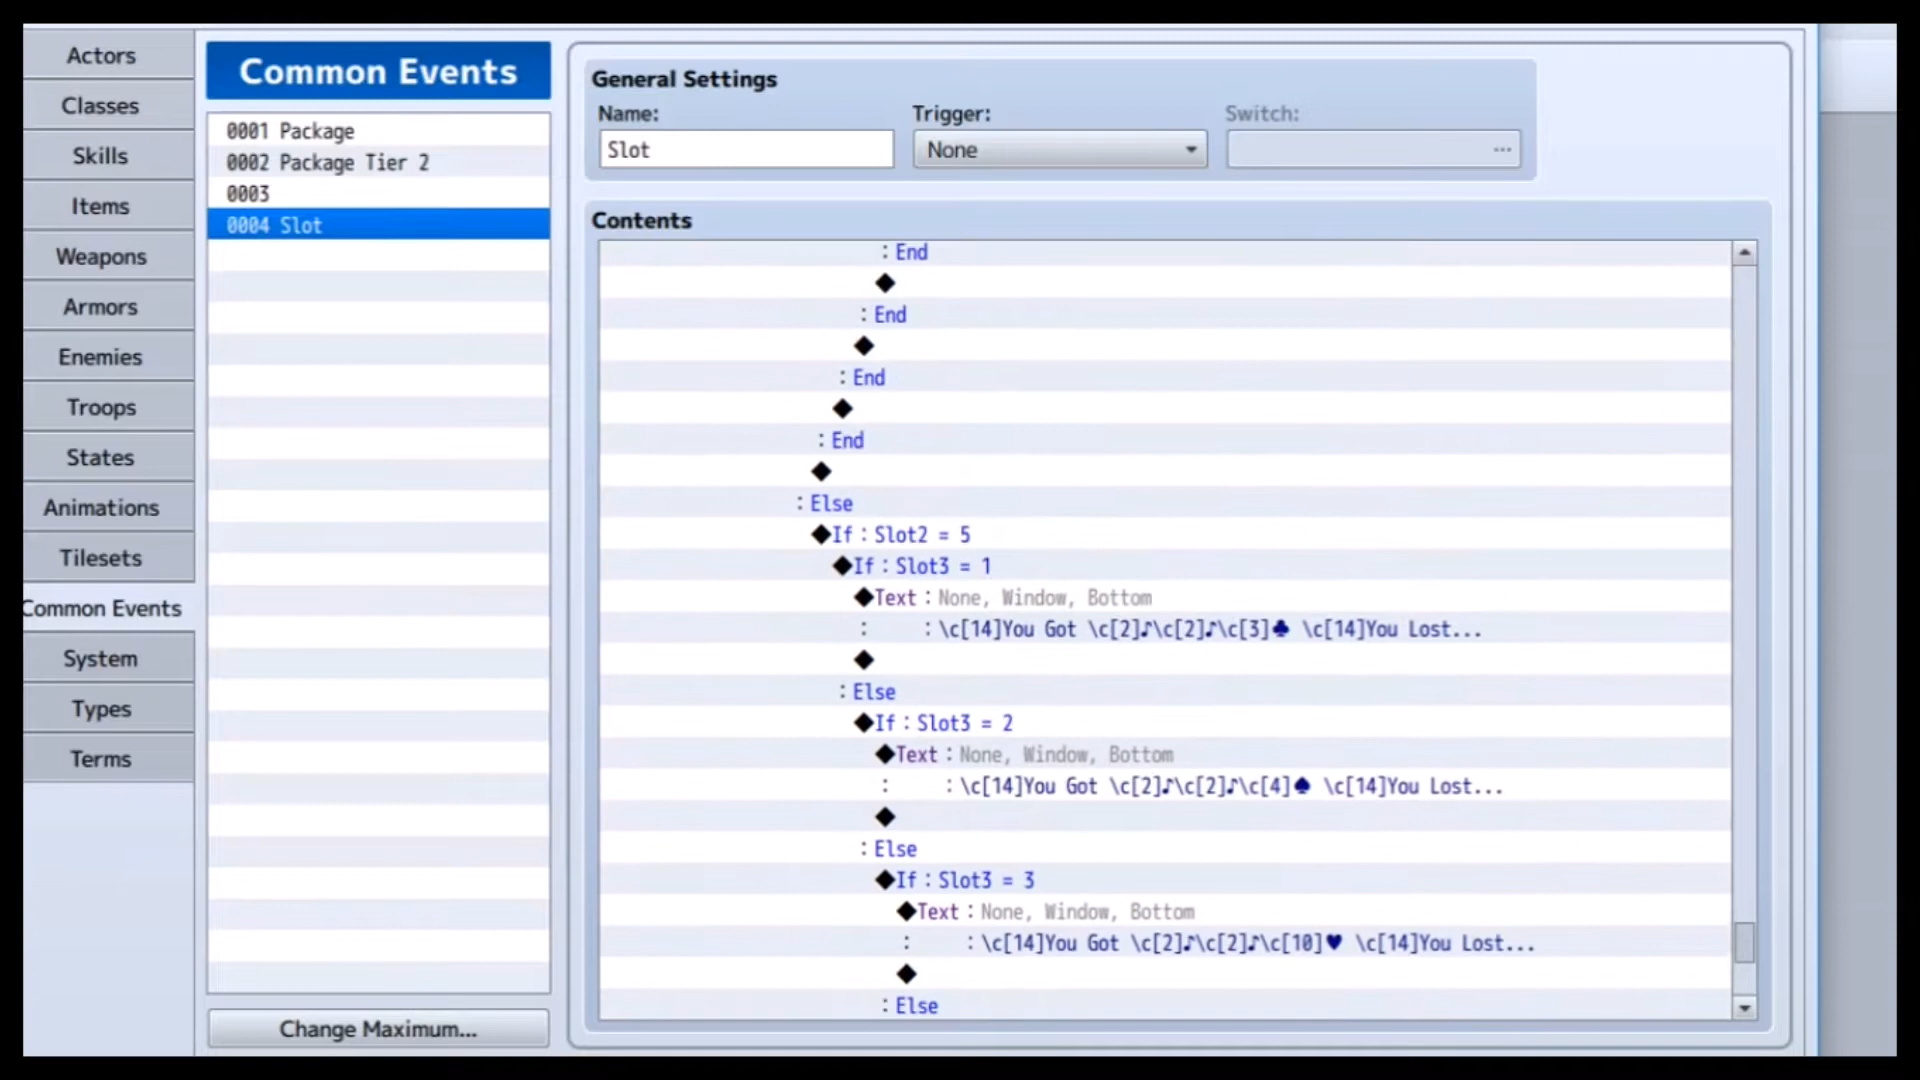 Actors
Classes
Skills
Items
Weapons
Armors
Enemies
Troops
States
Animations
Tilesets
Common Events
System
Types
Terms
Common Events
0001 Package
0002 Package Tier 2
0003
0004 Slot
Change Maximum...
General Settings
Name: Trigger: Switch:
Slot None ...
Contents
: End
◆
: End
◆
: End
◆
: End
◆
: Else
◆If : Slot2 = 5
◆If : Slot3 = 1
◆Text : None, Window, Bottom
: : \c[14]You Got \c[2]♪\c[2]♪\c[3]♣ \c[14]You Lost...
◆
: Else
◆If : Slot3 = 2
◆Text : None, Window, Bottom
: : \c[14]You Got \c[2]♪\c[2]♪\c[4]♠ \c[14]You Lost...
◆
: Else
◆If : Slot3 = 3
◆Text : None, Window, Bottom
: : \c[14]You Got \c[2]♪\c[2]♪\c[10]♥ \c[14]You Lost...
◆
: Else